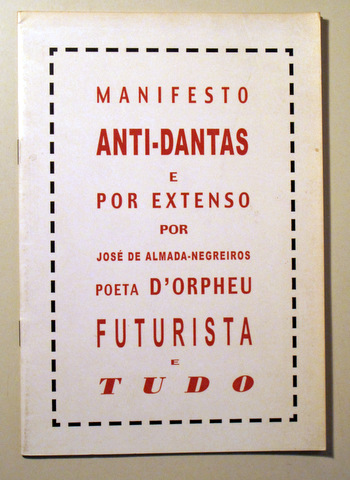 MANIFESTO
ANTI-DANTAS
E
POR EXTENSO
POR
JOSÉ DE ALMADA-NEGREIROS
POETA D'ORPHEU
FUTURISTA
E
TUDO